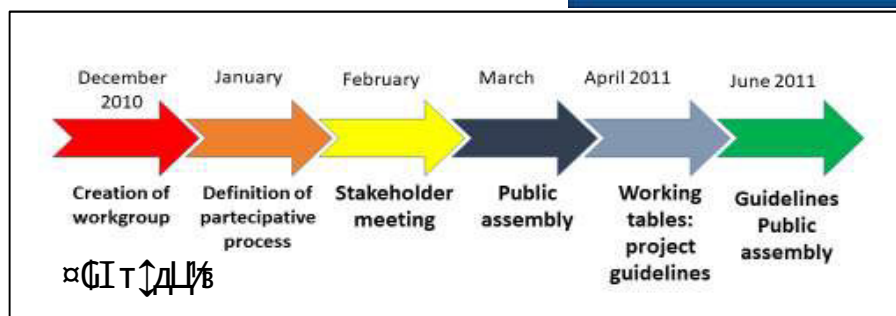 December
2010
January
February
March
April 2011
June 2011
Creation of
workgroup
Definition of
partecipative
process
Stakeholder
meeting
Public
assembly
Working
tables:
project
guidelines
Guidelines
Public
assembly